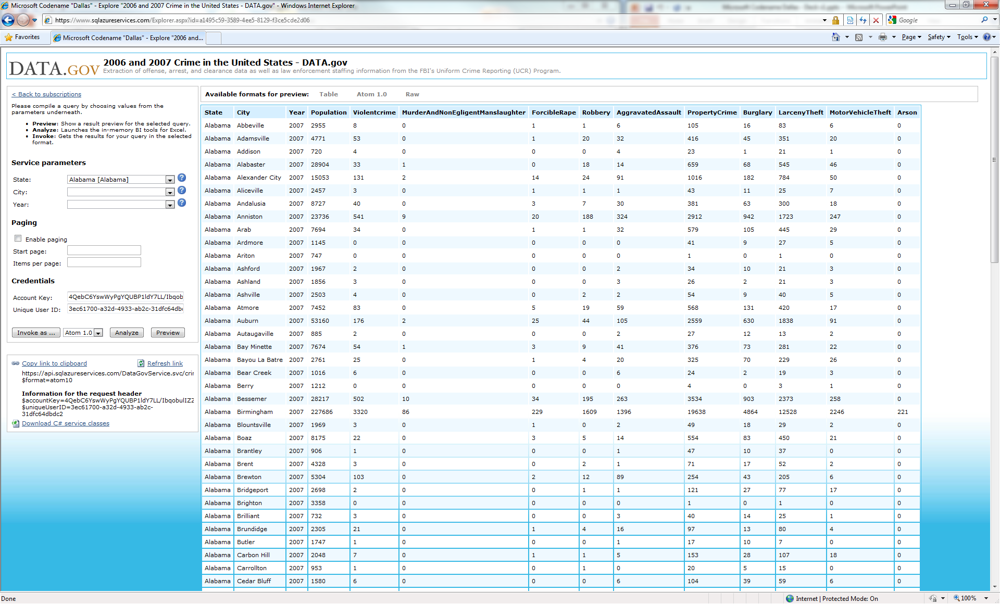 Microsoft Codename "Dallas" - Explore "2006 and 2007 Crime in the United States - DATA.gov" - Windows Internet Explorer
https://www.sqlazureservices.com/Explorer.aspx?id=a1495c59-3589-4ee5-8129-f3ce5cde2d06
Google
Favorites
Microsoft Codename "Dallas" - Explore "2006 and...
Page
Safety
Tools
DATA.GOV
2006 and 2007 Crime in the United States - DATA.gov
Extraction of offense, arrest, and clearance data as well as law enforcement staffing information from the FBI's Uniform Crime Reporting (UCR) Program.
< Back to subscriptions
Please compile a query by choosing values from the
parameters underneath.
• Preview: Show a result preview for the selected query.
• Analyze: Launches the in-memory BI tools for Excel.
• Invoke: Gets the results for your query in the selected
format.
Service parameters
State: Alabama [Alabama]
City:
Year:
Paging
Enable paging
Start page:
Items per page:
Credentials
Account Key: 4QebC6YswWyPgYQUBP1ldY7LL/Ibqob
Unique User ID: 3ec61700-a32d-4933-ab2c-31dfc64db
Invoke as ... Atom 1.0 Analyze Preview
Copy link to clipboard Refresh link
https://api.sqlazureservices.com/DataGovService.svc/crir
$format=atom10
Information for the request header
$accountKey=4QebC6YswWyPgYQUBP1ldY7LL/IbqobulIZZ
$uniqueUserID=3ec61700-a32d-4933-ab2c-
31dfc64dbdc2
Download C# service classes
Available formats for preview: Table Atom 1.0 Raw
State City Year Population Violentcrime MurderAndNonEgligentManslaughter ForcibleRape Robbery AggravatedAssault PropertyCrime Burglary LarcenyTheft MotorVehicleTheft Arson
Alabama Abbeville 2007 2955 8 0 1 1 6 105 16 83 6 0
Alabama Adamsville 2007 4771 53 0 1 20 32 416 45 351 20 0
Alabama Addison 2007 720 4 0 0 0 4 23 1 21 1 0
Alabama Alabaster 2007 28904 33 1 0 18 14 659 68 545 46 0
Alabama Alexander City 2007 15053 131 2 14 24 91 1016 182 784 50 0
Alabama Aliceville 2007 2457 3 0 1 1 1 43 11 25 7 0
Alabama Andalusia 2007 8727 40 0 3 7 30 381 63 300 18 0
Alabama Anniston 2007 23736 541 9 20 188 324 2912 942 1723 247 0
Alabama Arab 2007 7694 34 0 1 1 32 579 105 445 29 0
Alabama Ardmore 2007 1145 0 0 0 0 0 41 9 27 5 0
Alabama Ariton 2007 747 0 0 0 0 0 1 0 1 0 0
Alabama Ashford 2007 1967 2 0 0 0 2 34 10 21 3 0
Alabama Ashland 2007 1856 3 0 0 0 3 26 2 21 3 0
Alabama Ashville 2007 2503 4 0 0 2 2 54 9 40 5 0
Alabama Atmore 2007 7452 83 0 5 19 59 568 131 420 17 0
Alabama Auburn 2007 53160 176 2 25 44 105 2559 630 1838 91 0
Alabama Autaugaville 2007 885 2 0 0 0 2 27 12 13 2 0
Alabama Bay Minette 2007 7674 54 1 3 9 41 376 73 281 22 0
Alabama Bayou La Batre 2007 2761 25 0 1 4 20 325 70 229 26 0
Alabama Bear Creek 2007 1016 6 0 0 0 6 24 2 19 3 0
Alabama Berry 2007 1212 0 0 0 0 0 4 0 3 1 0
Alabama Bessemer 2007 28217 502 10 34 195 263 3534 903 2373 258 0
Alabama Birmingham 2007 227686 3320 86 229 1609 1396 19638 4864 12528 2246 221
Alabama Blountsville 2007 1969 3 0 1 0 2 49 18 29 2 0
Alabama Boaz 2007 8175 22 0 3 5 14 554 83 450 21 0
Alabama Brantley 2007 906 1 0 0 0 1 47 10 37 0 0
Alabama Brent 2007 4328 3 0 0 2 1 71 17 52 2 0
Alabama Brewton 2007 5304 103 0 2 12 89 254 43 205 6 0
Alabama Bridgeport 2007 2698 2 0 0 1 1 121 27 77 17 0
Alabama Brighton 2007 3358 0 0 0 0 0 1 0 1 0 0
Alabama Brilliant 2007 732 3 0 0 0 3 40 14 25 1 0
Alabama Brundidge 2007 2305 21 0 1 4 16 97 13 80 4 0
Alabama Butler 2007 1747 1 0 0 0 1 17 10 7 0 0
Alabama Carbon Hill 2007 2048 7 0 1 1 5 153 28 107 18 0
Alabama Carrollton 2007 953 1 0 0 1 0 20 5 15 0 0
Alabama Cedar Bluff 2007 1580 6 0 0 0 6 104 39 59 6 0
Done
Internet | Protected Mode: On
100%